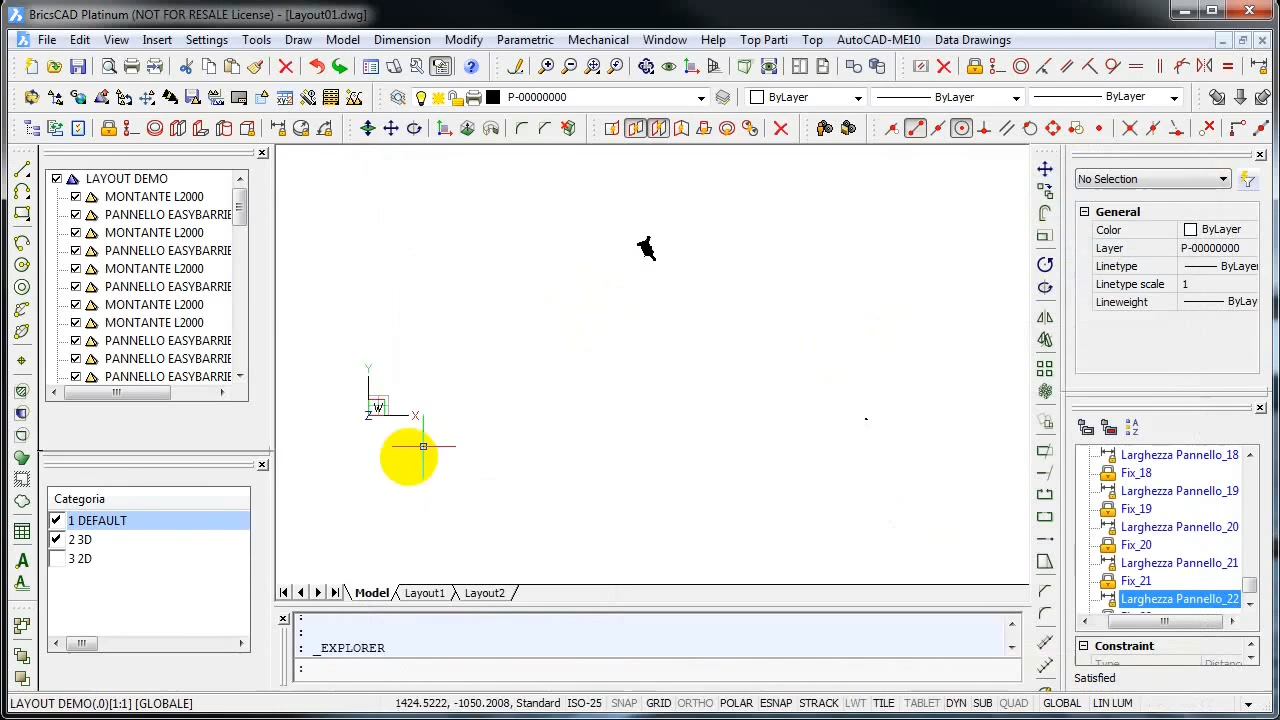 BricsCAD Platinum (NOT FOR RESALE License) - [Layout01.dwg]
File Edit View Insert Settings Tools Draw Model Dimension Modify Parametric Mechanical Window Help Top Parti Top AutoCAD-ME10 Data Drawings
P-00000000 ByLayer ByLayer ByLayer
LAYOUT DEMO
MONTANTE L2000
PANNELLO EASYBARRIE
MONTANTE L2000
PANNELLO EASYBARRIE
MONTANTE L2000
PANNELLO EASYBARRIE
MONTANTE L2000
MONTANTE L2000
PANNELLO EASYBARRIE
PANNELLO EASYBARRIE
PANNELLO EASYBARRIE
Categoria
1 DEFAULT
2 3D
3 2D
Y
W
Z X
Model Layout1 Layout2
:
:
: _EXPLORER
:
No Selection
General
Color ByLayer
Layer P-00000000
Linetype ByLaye
Linetype scale 1
Lineweight ByLay
Larghezza Pannello_18
Fix_18
Larghezza Pannello_19
Fix_19
Larghezza Pannello_20
Fix_20
Larghezza Pannello_21
Fix_21
Larghezza Pannello_22
Constraint
Type Distanc
Satisfied
LAYOUT DEMO(.0)[1:1] [GLOBALE] 1424.5222, -1050.2008, Standard ISO-25 SNAP GRID ORTHO POLAR ESNAP STRACK LWT TILE TABLET DYN SUB QUAD GLOBAL LIN LUM